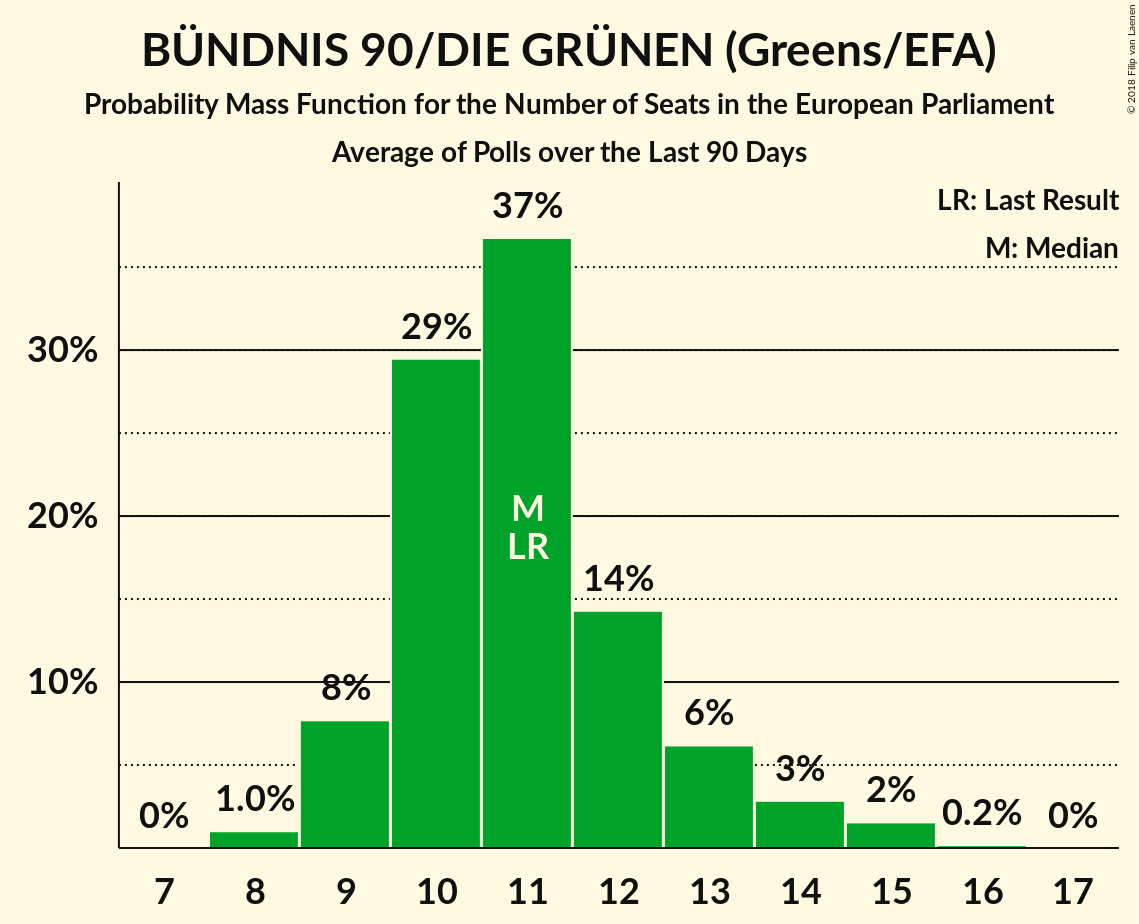 BÜNDNIS 90/DIE GRÜNEN (Greens/EFA)
Probability Mass Function for the Number of Seats in the European Parliament
Average of Polls over the Last 90 Days
© 2018 Filip van Laenen
LR: Last Result
M: Median
37%
29%
30%
M
20%
LR
14%
10%
8%
6%
3%
2%
1.0%
0.2%
0%
0%
7 8 9 10 11 12 13 14 15 16 17